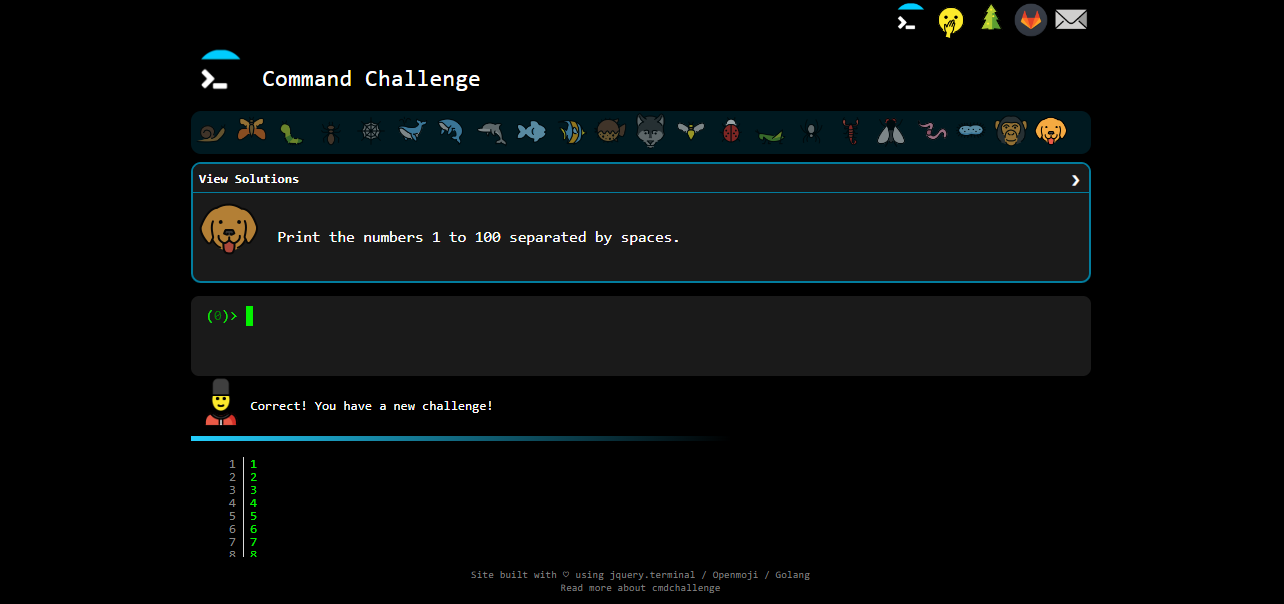 Command Challenge
View Solutions
Print the numbers 1 to 100 separated by spaces.
(0)>
Correct! You have a new challenge!
1 1
2 2
3 3
4 4
5 5
6 6
7 7
8 8
Site built with ♡ using jquery.terminal / Openmoji / Golang
Read more about cmdchallenge